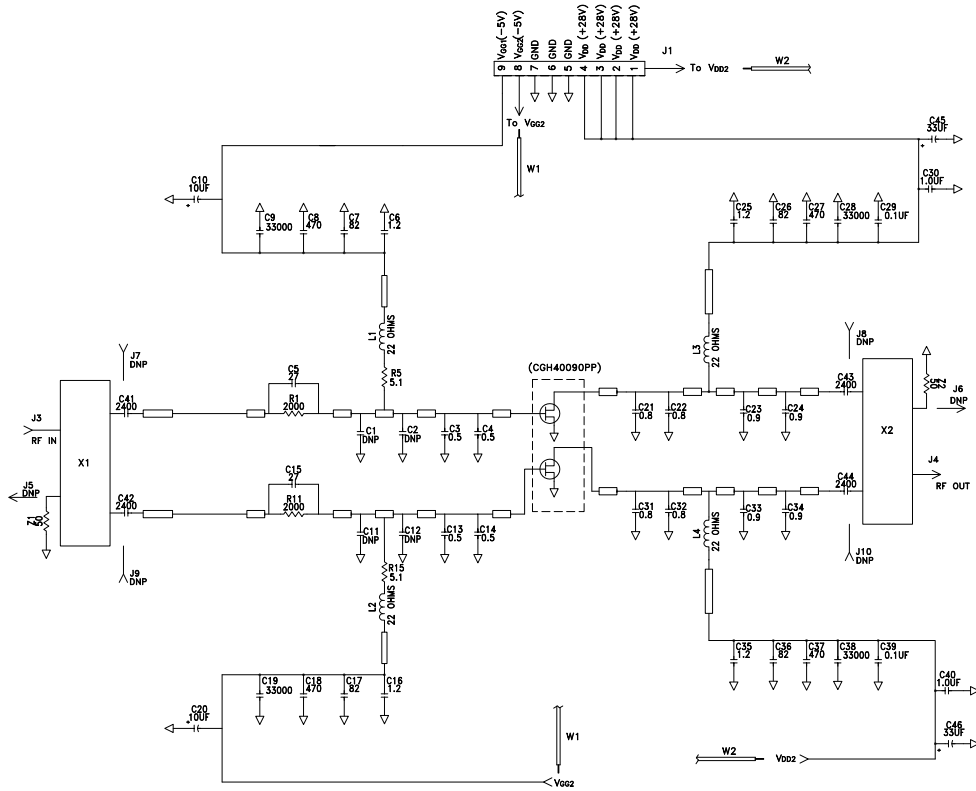 VGG1(-5V)
VGG2(-5V)
GND
GND
GND
VDD (+28V)
VDD (+28V)
VDD (+28V)
VDD (+28V)
9 8 7 6 5 4 3 2 1
J1
To VDD2
W2
To VGG2
W1
C45
33UF
C30
1.0UF
C10
10UF
C9
33000
C8
470
C7
82
C6
1.2
C25
1.2
C26
82
C27
470
C28
33000
C29
0.1UF
L1
22 OHMS
R5
5.1
L3
22 OHMS
J7
DNP
J8
DNP
(CGH40090PP)
C5
27
R1
2000
C41
2400
C43
2400
Z2
50
J6
DNP
J3
RF IN
X1
C1
DNP
C2
DNP
C3
0.5
C4
0.5
C21
0.8
C22
0.8
C23
0.9
C24
0.9
X2
J4
RF OUT
J5
DNP
Z1
50
C42
2400
C15
27
R11
2000
C44
2400
C11
DNP
C12
DNP
C13
0.5
C14
0.5
C31
0.8
C32
0.8
C33
0.9
C34
0.9
L4
22 OHMS
J9
DNP
J10
DNP
R15
5.1
L2
22 OHMS
C19
33000
C18
470
C17
82
C16
1.2
C35
1.2
C36
82
C37
470
C38
33000
C39
0.1UF
C40
1.0UF
C20
10UF
C46
33UF
W1
W2
VDD2
VGG2